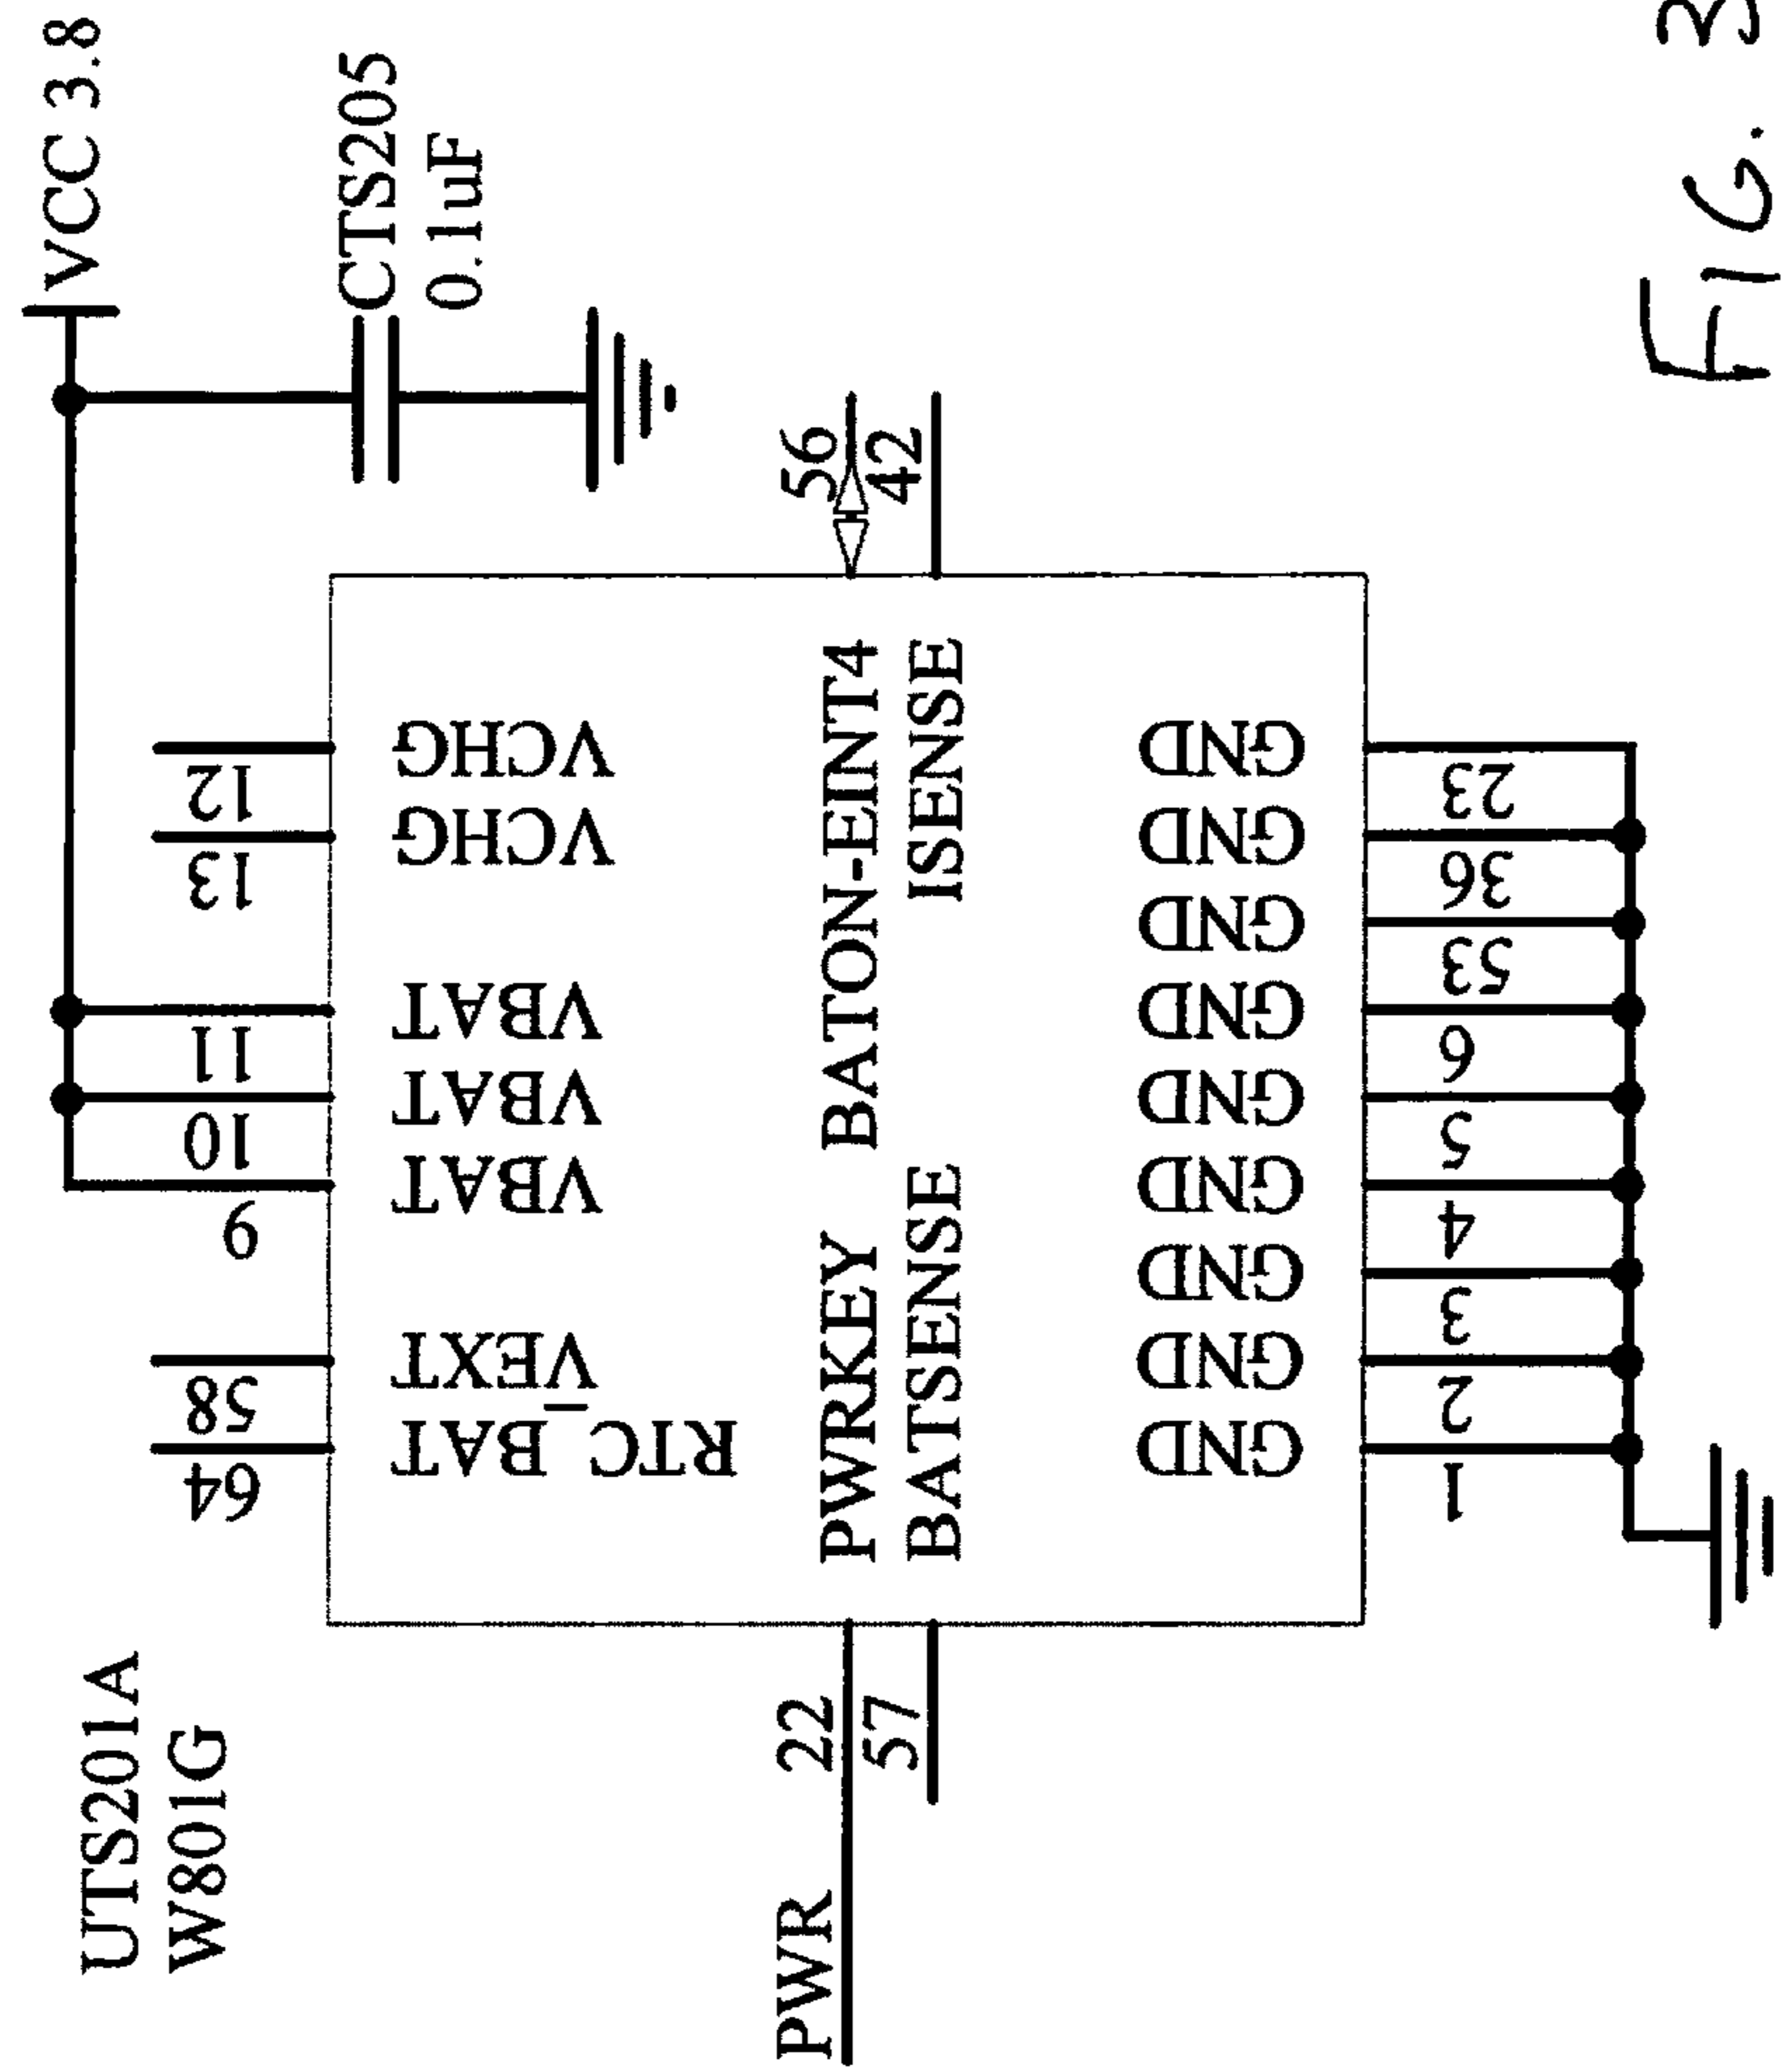 VCC 3.8
UTS201A
W801G
64
58
9
10
11
13
12
CTS205
0.1uF
RTC_BAT
VEXT
VBAT
VBAT
VBAT
VCHG
VCHG
PWR 22
PWRKEY BATON-EINT4
56
57
BATSENSE ISENSE
42
GND
GND
GND
GND
GND
GND
GND
GND
GND
1
2
3
4
5
6
53
36
23
FIG. 3